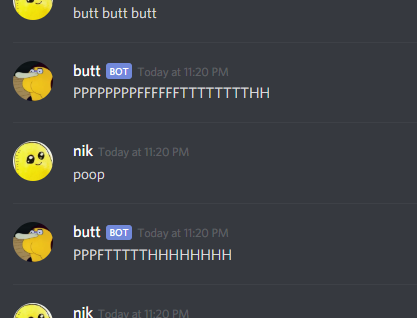 butt butt butt
butt BOT Today at 11:20 PM
PPPPPPPPFFFFFFTTTTTTTTHH
nik Today at 11:20 PM
poop
butt BOT Today at 11:20 PM
PPPFTTTTTHHHHHHHH
nik Today at 11:20 PM